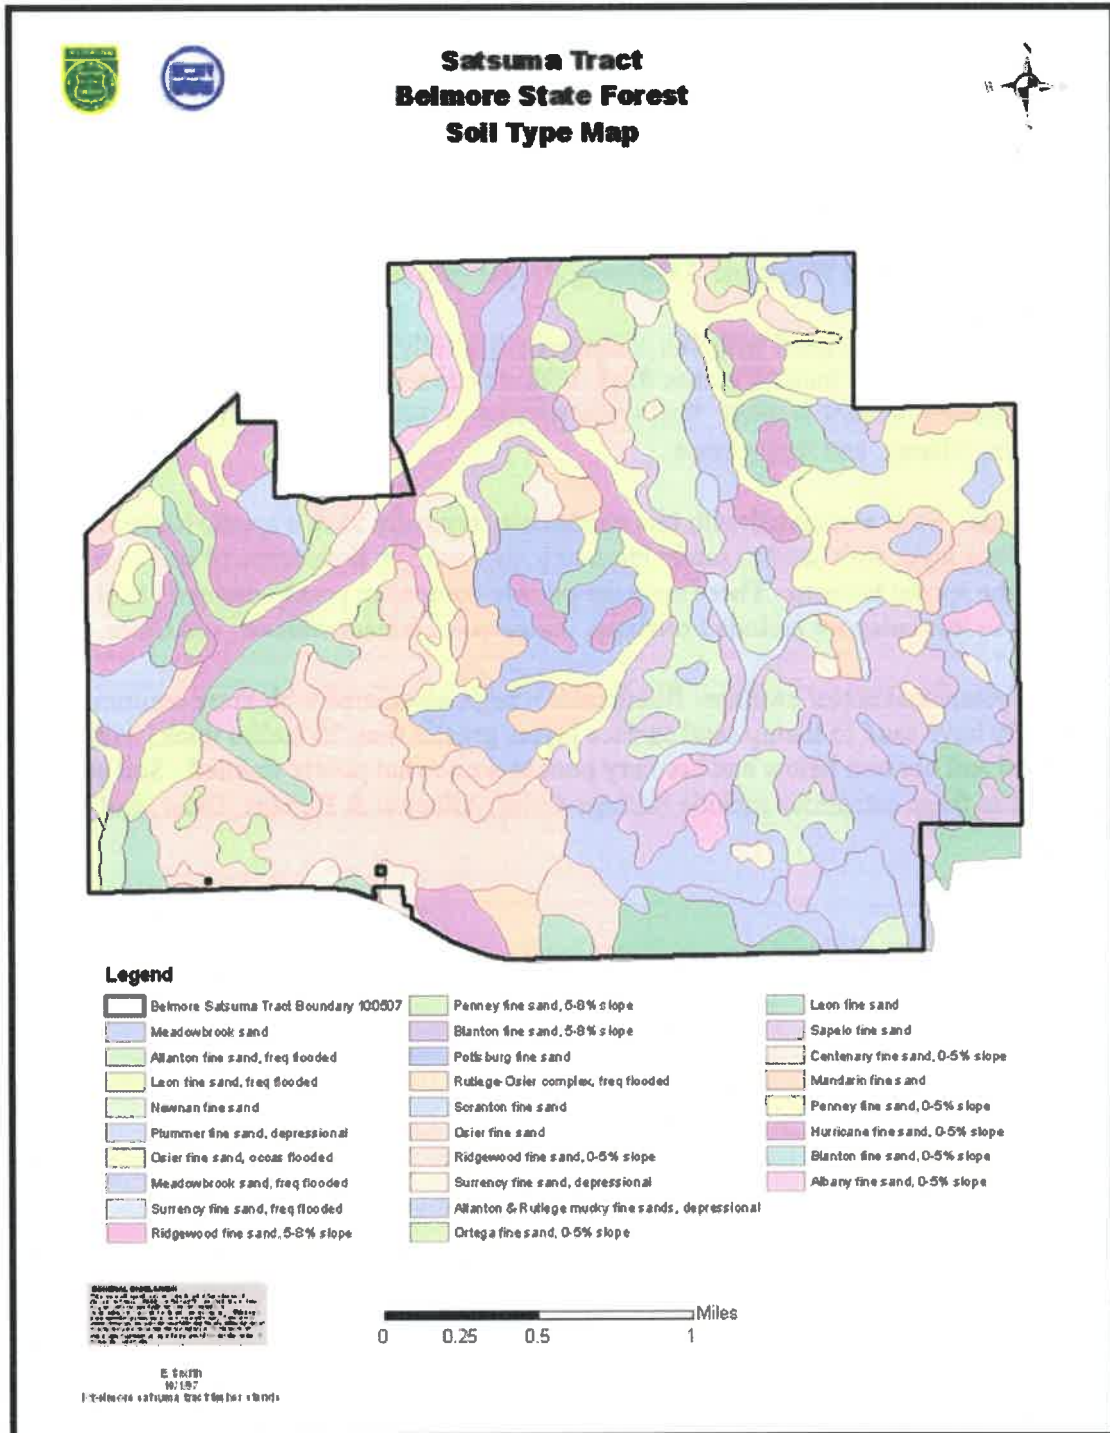 Satsuma Tract
Belmore State Forest
Soil Type Map
Legend
Belmore Satsuma Tract Boundary 100507
Meadowbrook sand
Allanton fine sand, freq flooded
Leon fine sand, freq flooded
Newnan fine sand
Plummer fine sand, depressional
Osier fine sand, occas flooded
Meadowbrook sand, freq flooded
Surrency fine sand, freq flooded
Ridgewood fine sand, 5-8% slope
Penney fine sand, 5-8% slope
Blanton fine sand, 5-8% slope
Pottsburg fine sand
Rutlege-Osier complex, freq flooded
Scranton fine sand
Osier fine sand
Ridgewood fine sand, 0-5% slope
Surrency fine sand, depressional
Allanton & Rutlege mucky fine sands, depressional
Ortega fine sand, 0-5% slope
Leon fine sand
Sapelo fine sand
Centenary fine sand, 0-5% slope
Mandarin fine sand
Penney fine sand, 0-5% slope
Hurricane fine sand, 0-5% slope
Blanton fine sand, 0-5% slope
Albany fine sand, 0-5% slope
Miles
0 0.25 0.5 1